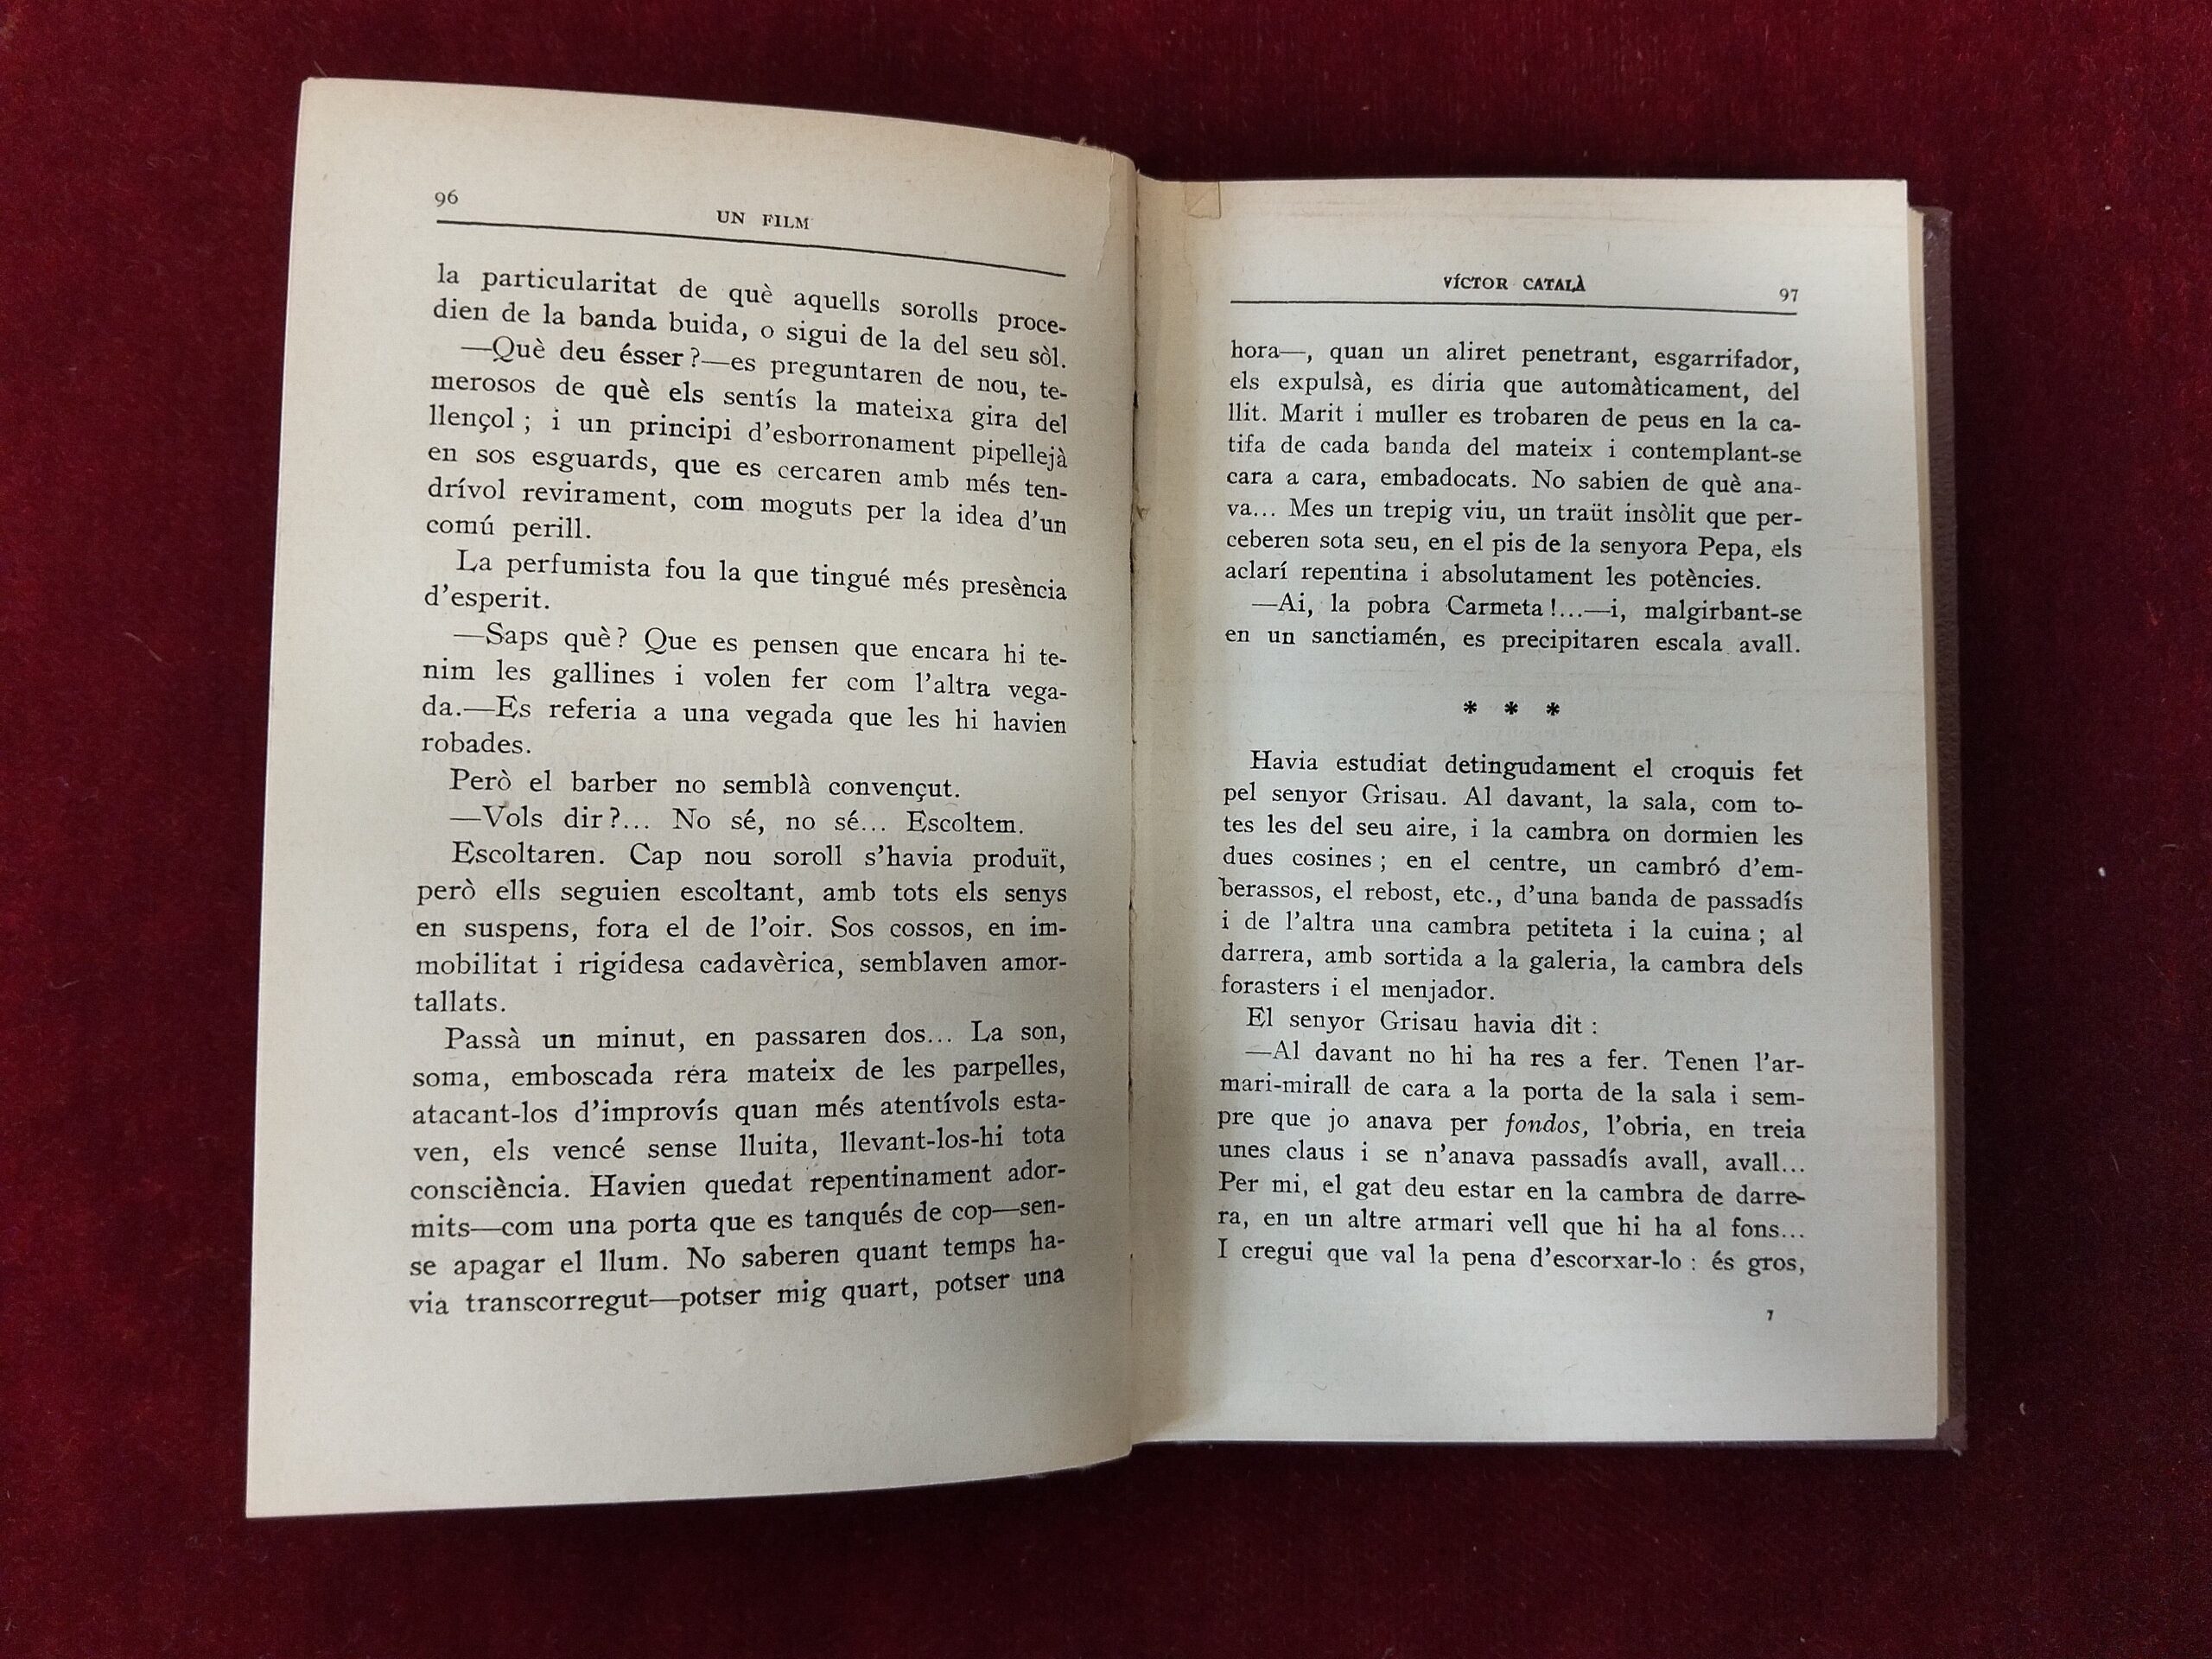 96
UN FILM
la particularitat de què aquells sorolls proce-
dien de la banda buida, o sigui de la del seu sòl.
—Què deu ésser?—es preguntaren de nou, te-
merosos de què els sentís la mateixa gira del
llençol; i un principi d'esborronament pipellejà
en sos esguards, que es cercaren amb més ten-
drívol revirament, com moguts per la idea d'un
comú perill.
La perfumista fou la que tingué més presència
d'esperit.
—Saps què? Que es pensen que encara hi te-
nim les gallines i volen fer com l'altra vega-
da.—Es referia a una vegada que les hi havien
robades.
Però el barber no semblà convençut.
—Vols dir?... No sé, no sé... Escoltem.
Escoltaren. Cap nou soroll s'havia produït,
però ells seguien escoltant, amb tots els senys
en suspens, fora el de l'oir. Sos cossos, en im-
mobilitat i rigidesa cadavèrica, semblaven amor-
tallats.
Passà un minut, en passaren dos... La son,
soma, emboscada rera mateix de les parpelles,
atacant-los d'improvís quan més atentívols esta-
ven, els vencé sense lluita, llevant-los-hi tota
consciència. Havien quedat repentinament ador-
mits—com una porta que es tanqués de cop—sen-
se apagar el llum. No saberen quant temps ha-
via transcorregut—potser mig quart, potser una
VÍCTOR CATALÀ
97
hora—, quan un aliret penetrant, esgarrifador,
els expulsà, es diria que automàticament, del
llit. Marit i muller es trobaren de peus en la ca-
tifa de cada banda del mateix i contemplant-se
cara a cara, embadocats. No sabien de què ana-
va... Mes un trepig viu, un traüt insòlit que per-
ceberen sota seu, en el pis de la senyora Pepa, els
aclarí repentina i absolutament les potències.
—Ai, la pobra Carmeta!...—i, malgirbant-se
en un sanctiamén, es precipitaren escala avall.
* * *
Havia estudiat detingudament el croquis fet
pel senyor Grisau. Al davant, la sala, com to-
tes les del seu aire, i la cambra on dormien les
dues cosines; en el centre, un cambró d'em-
berassos, el rebost, etc., d'una banda de passadís
i de l'altra una cambra petiteta i la cuina; al
darrera, amb sortida a la galeria, la cambra dels
forasters i el menjador.
El senyor Grisau havia dit:
—Al davant no hi ha res a fer. Tenen l'ar-
mari-mirall de cara a la porta de la sala i sem-
pre que jo anava per fondos, l'obria, en treia
unes claus i se n'anava passadís avall, avall...
Per mi, el gat deu estar en la cambra de darre-
ra, en un altre armari vell que hi ha al fons...
I cregui que val la pena d'escorxar-lo: és gros,
7